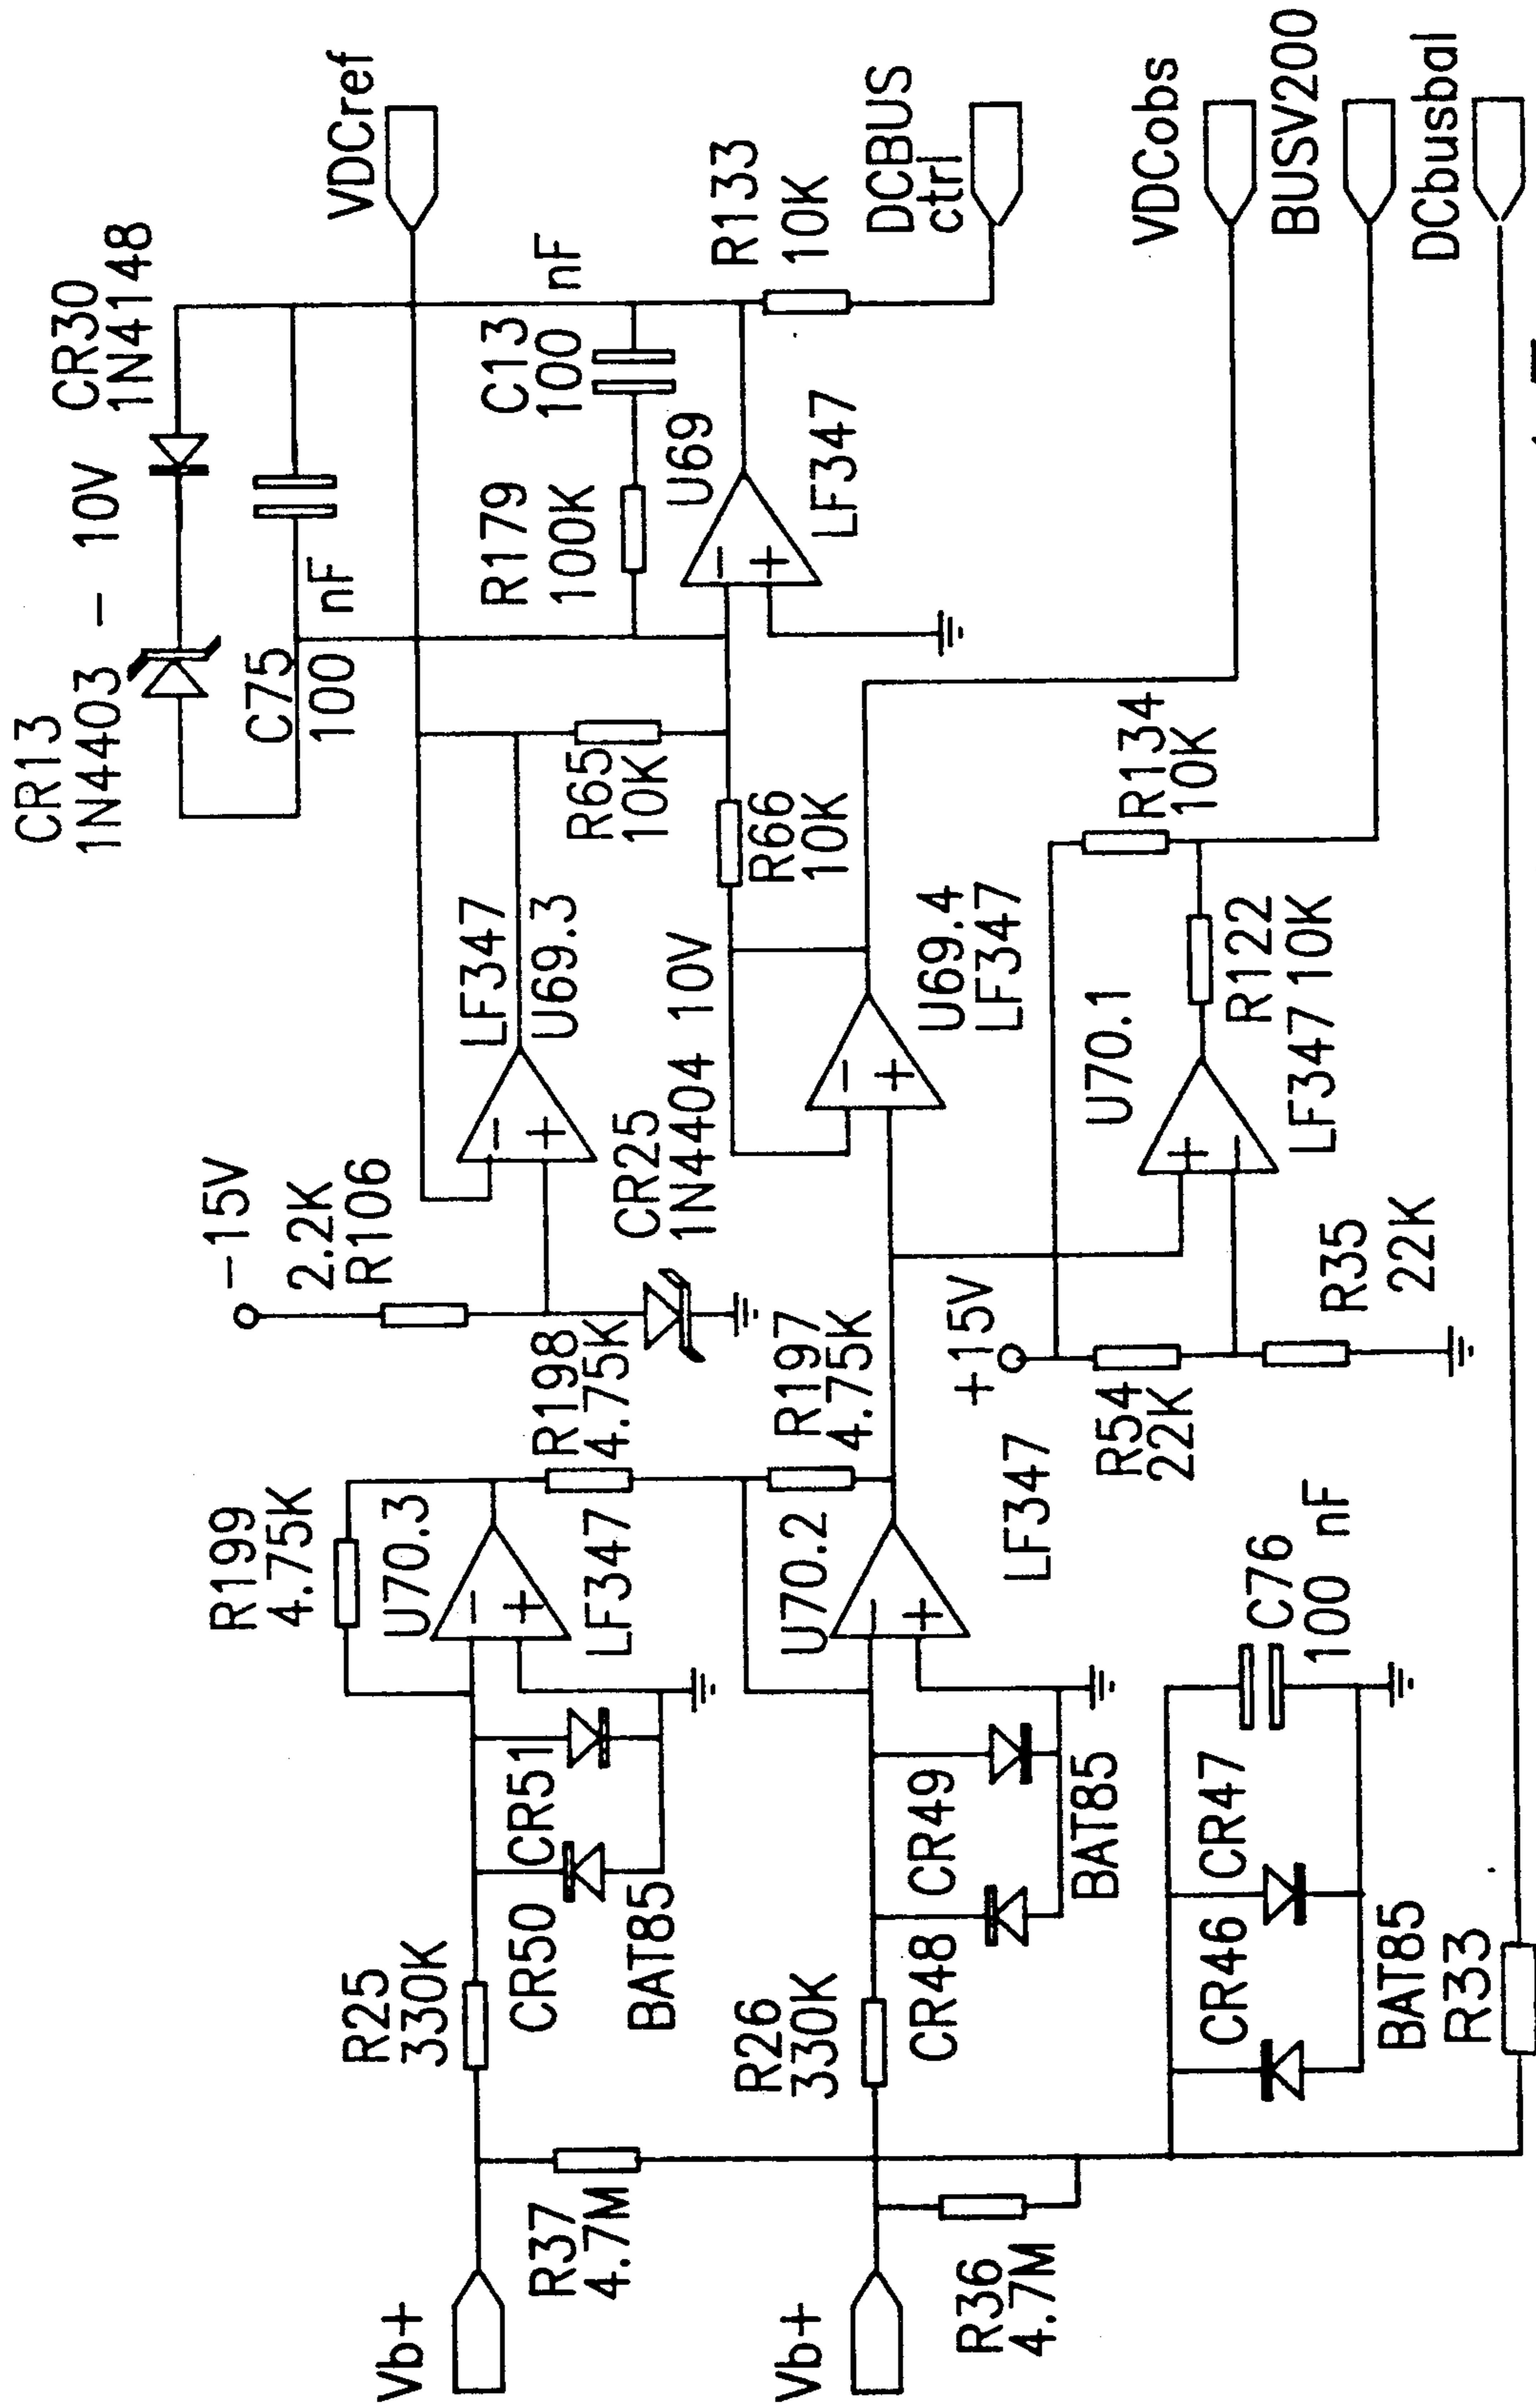 CR13
1N4403 - 10V
CR30
1N4148
C75
100 nF
VDCref
R179
100K
C13
100 nF
U69
LF347
R133
10K
DCBUS
ctrl
R65
10K
R66
10K
-15V
2.2K
R106
LF347
U69.3
CR25
1N4404 10V
U69.4
LF347
VDCobs
BUSV200
DCbusbal
R134
10K
U70.1
LF347
R122
10K
+15V
R54
22K
R35
22K
R199
4.75K
U70.3
LF347
R198
4.75K
R197
4.75K
U70.2
LF347
R25
330K
CR50
CR51
BAT85
R26
330K
CR48
CR49
BAT85
C76
100 nF
CR46
CR47
BAT85
R33
Vb+
R37
4.7M
Vb+
R36
4.7M